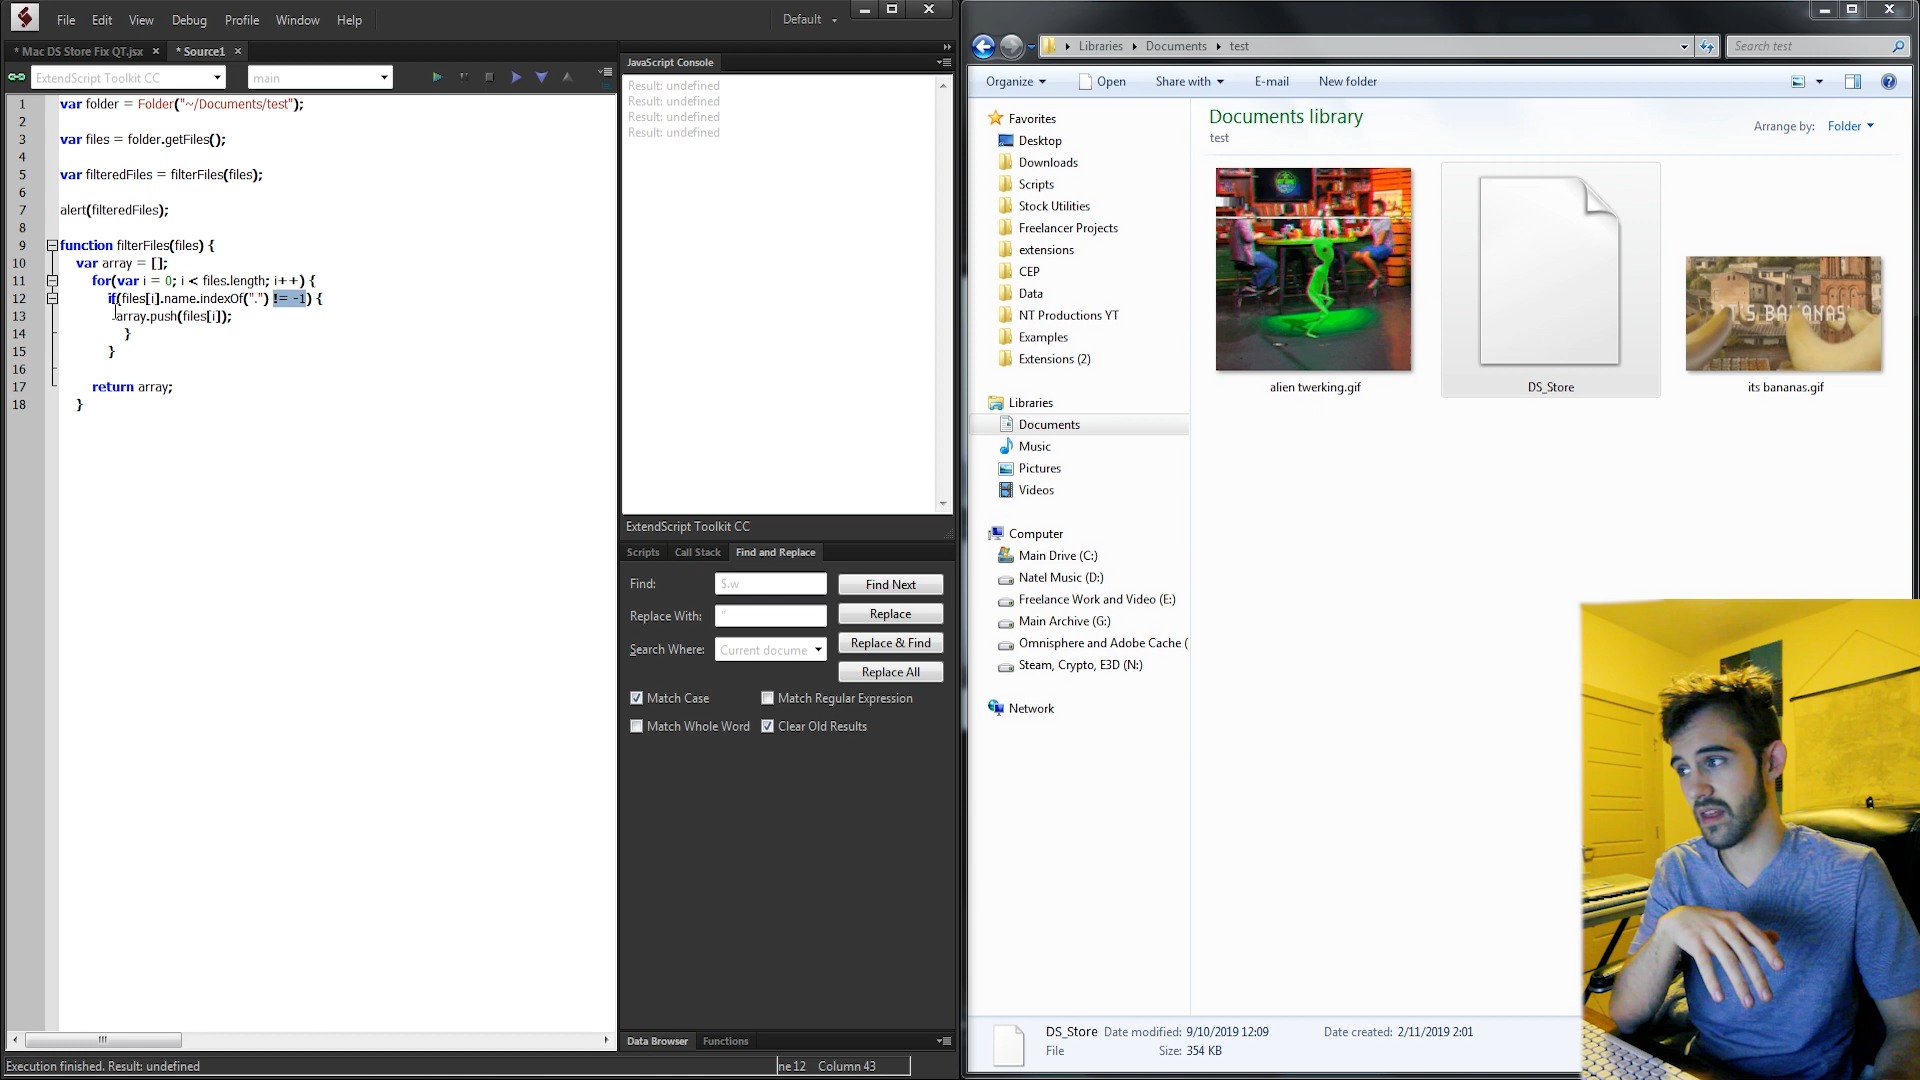 File Edit View Debug Profile Window Help
Default
* Mac DS Store Fix QT.jsx
* Source1
ExtendScript Toolkit CC
main
1 var folder = Folder("~/Documents/test");
2
3 var files = folder.getFiles();
4
5 var filteredFiles = filterFiles(files);
6
7 alert(filteredFiles);
8
9 function filterFiles(files) {
10 var array = [];
11 for(var i = 0; i < files.length; i++) {
12 if(files[i].name.indexOf(".") != -1) {
13 array.push(files[i]);
14 }
15 }
16
17 return array;
18 }
Execution finished. Result: undefined
ne 12 Column 43
JavaScript Console
Result: undefined
Result: undefined
Result: undefined
Result: undefined
ExtendScript Toolkit CC
Scripts Call Stack Find and Replace
Find: $.w Find Next
Replace With: " Replace
Replace & Find
Search Where: Current docume
Replace All
Match Case Match Regular Expression
Match Whole Word Clear Old Results
Data Browser Functions
Libraries Documents test
Search test
Organize Open Share with E-mail New folder
Favorites
Desktop
Downloads
Scripts
Stock Utilities
Freelancer Projects
extensions
CEP
Data
NT Productions YT
Examples
Extensions (2)
Libraries
Documents
Music
Pictures
Videos
Computer
Main Drive (C:)
Natel Music (D:)
Freelance Work and Video (E:)
Main Archive (G:)
Omnisphere and Adobe Cache (
Steam, Crypto, E3D (N:)
Network
Documents library
test
Arrange by: Folder
IT'S BANANAS
alien twerking.gif
DS_Store
its bananas.gif
DS_Store Date modified: 9/10/2019 12:09 Date created: 2/11/2019 2:01
File Size: 354 KB